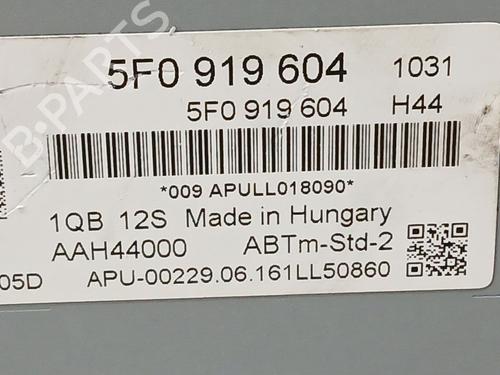 5F0 919 604 1031
5F0 919 604 H44
*009 APULL018090*
1QB 12S Made in Hungary
AAH44000 ABTm-Std-2
05D APU-00229.06.161LL50860
B-PARTS